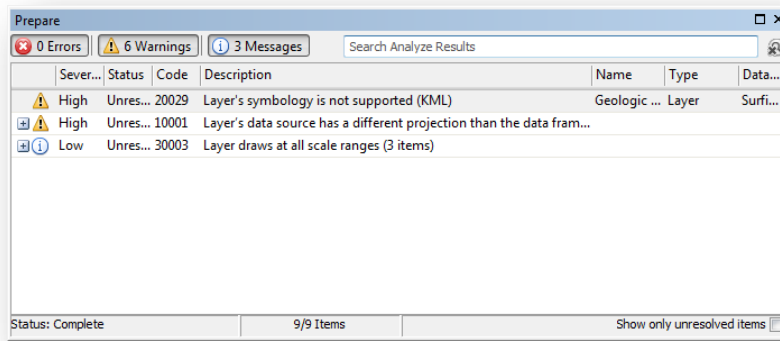 Prepare
0 Errors 6 Warnings 3 Messages Search Analyze Results
Sever... Status Code Description Name Type Data...
High Unres... 20029 Layer's symbology is not supported (KML) Geologic ... Layer Surfi...
High Unres... 10001 Layer's data source has a different projection than the data fram...
Low Unres... 30003 Layer draws at all scale ranges (3 items)
Status: Complete 9/9 Items Show only unresolved items